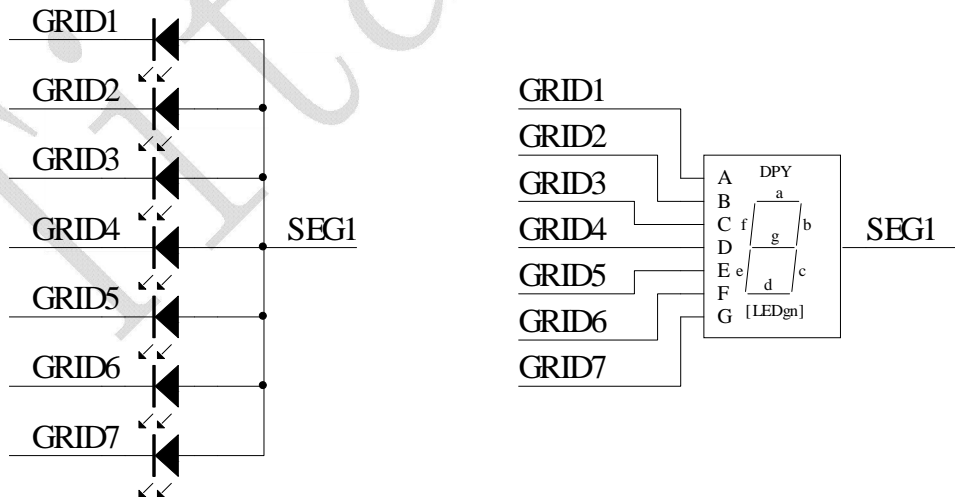 GRID1
GRID2
GRID3
GRID4
GRID5
GRID6
GRID7
SEG1
GRID1
GRID2
GRID3
GRID4
GRID5
GRID6
GRID7
A
B
C
D
E
F
G
DPY
a
f b
g
e c
d
[LEDgn]
SEG1